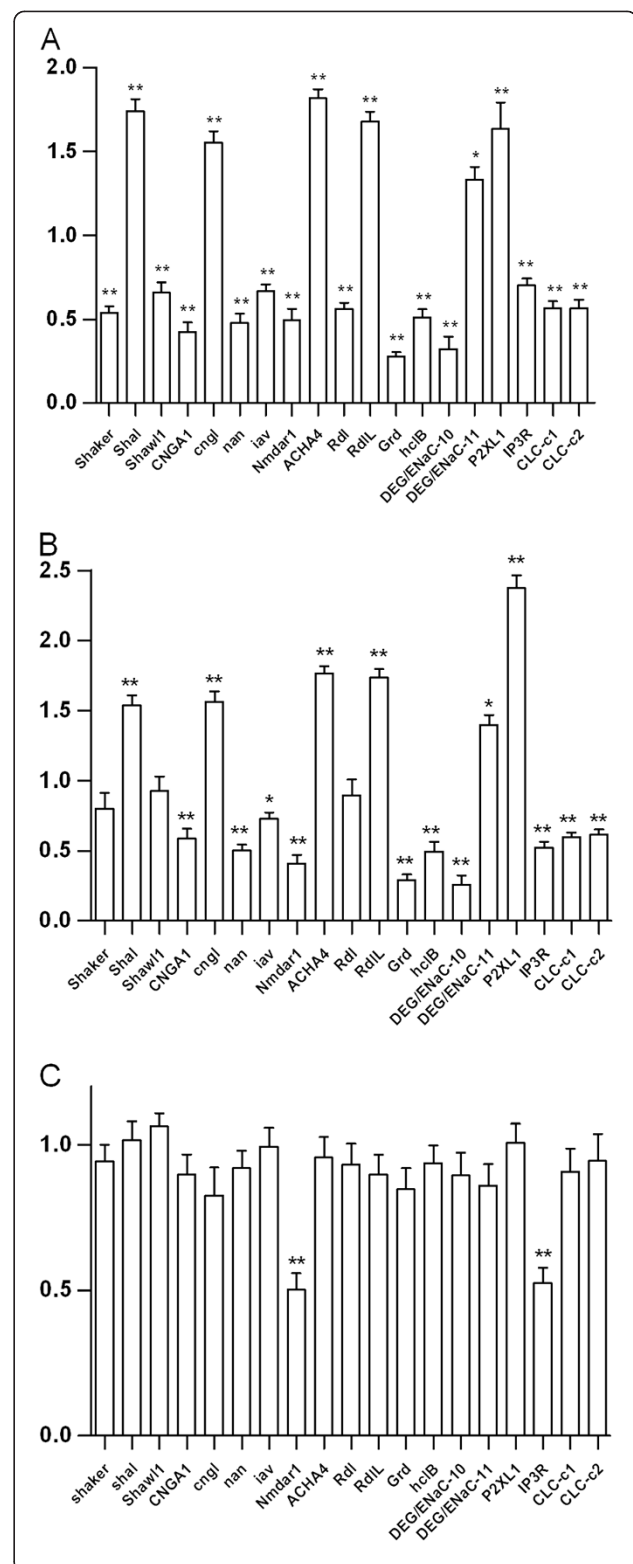 A
2.0
1.5
1.0
0.5
0.0
** ** ** ** ** ** ** ** ** ** ** ** ** ** * ** ** ** **
Shaker Shal Shawl1 CNGA1 cngl nan iav Nmdar1 ACHA4 Rdl RdlL Grd hclB DEG/ENaC-10 DEG/ENaC-11 P2XL1 IP3R CLC-c1 CLC-c2
B
2.5
2.0
1.5
1.0
0.5
0.0
** ** ** ** * ** ** ** ** ** ** * ** ** ** **
Shaker Shal Shawl1 CNGA1 cngl nan iav Nmdar1 ACHA4 Rdl RdlL Grd hclB DEG/ENaC-10 DEG/ENaC-11 P2XL1 IP3R CLC-c1 CLC-c2
C
1.0
0.5
0.0
** **
shaker shal Shawl1 CNGA1 cngl nan iav Nmdar1 ACHA4 Rdl RdlL Grd hclB DEG/ENaC-10 DEG/ENaC-11 P2XL1 IP3R CLC-c1 CLC-c2